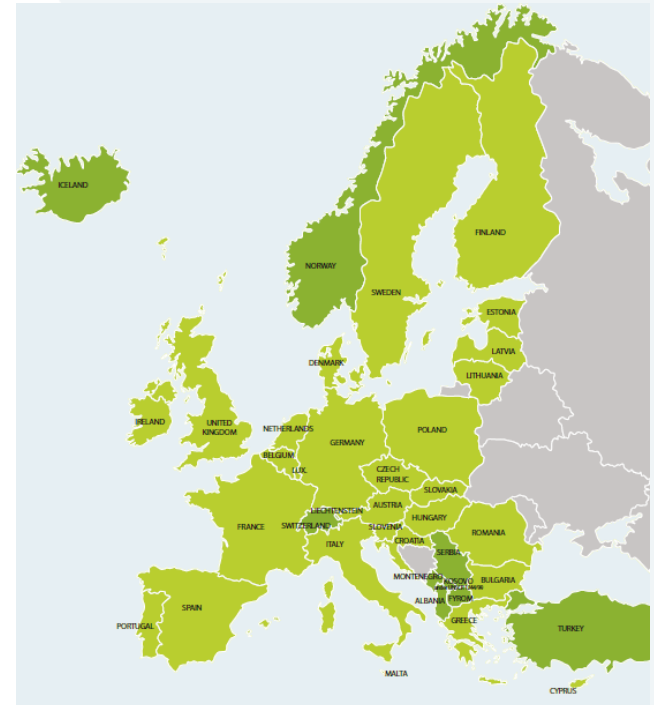 ICELAND
FINLAND
NORWAY
SWEDEN
ESTONIA
LATVIA
DENMARK
LITHUANIA
IRELAND
UNITED
KINGDOM
NETHERLANDS
POLAND
GERMANY
BELGIUM
LUX.
CZECH
REPUBLIC
SLOVAKIA
AUSTRIA
LIECHTENSTEIN
HUNGARY
FRANCE
SWITZERLAND
SLOVENIA
ROMANIA
CROATIA
ITALY
SERBIA
MONTENEGRO
KOSOVO
BULGARIA
ALBANIA
FYROM
SPAIN
PORTUGAL
GREECE
TURKEY
MALTA
CYPRUS